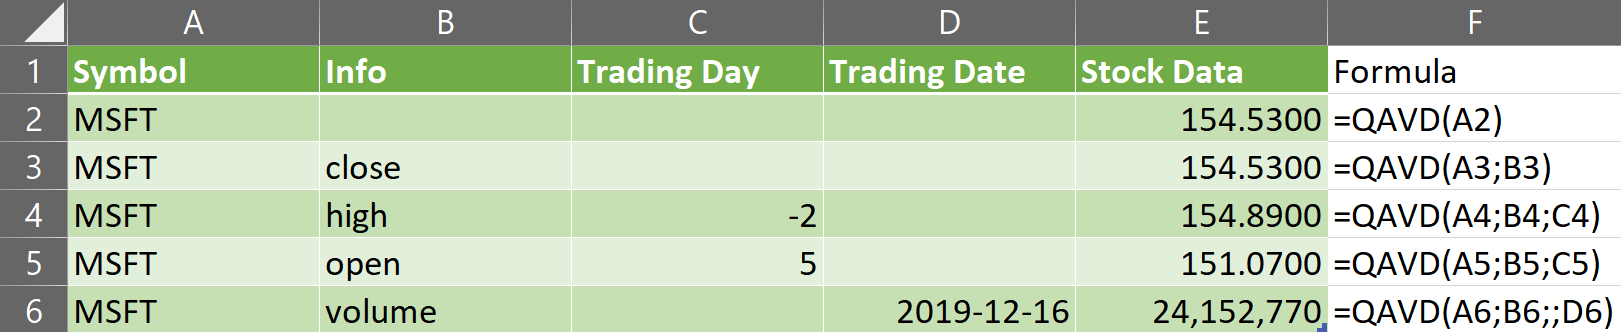 A B C D E F
1 Symbol Info Trading Day Trading Date Stock Data Formula
2 MSFT 154.5300 =QAVD(A2)
3 MSFT close 154.5300 =QAVD(A3;B3)
4 MSFT high -2 154.8900 =QAVD(A4;B4;C4)
5 MSFT open 5 151.0700 =QAVD(A5;B5;C5)
6 MSFT volume 2019-12-16 24,152,770 =QAVD(A6;B6;;D6)